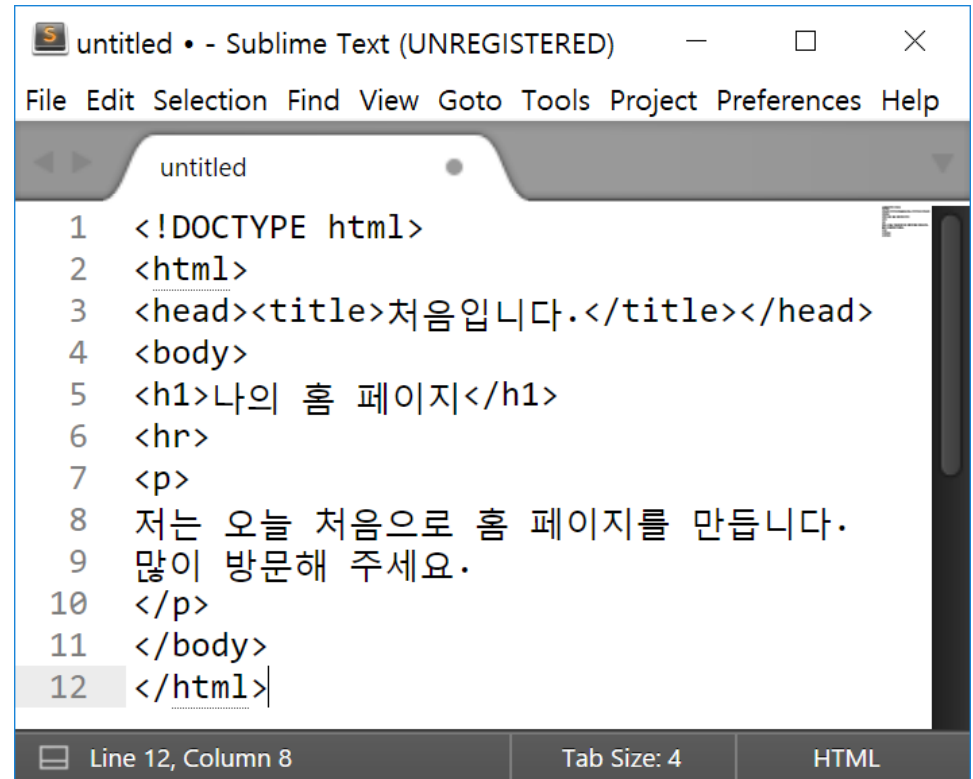 untitled • - Sublime Text (UNREGISTERED)
File Edit Selection Find View Goto Tools Project Preferences Help
untitled
1 <!DOCTYPE html>
2 <html>
3 <head><title>처음입니다.</title></head>
4 <body>
5 <h1>나의 홈 페이지</h1>
6 <hr>
7 <p>
8 저는 오늘 처음으로 홈 페이지를 만듭니다.
9 많이 방문해 주세요.
10 </p>
11 </body>
12 </html>
Line 12, Column 8 Tab Size: 4 HTML